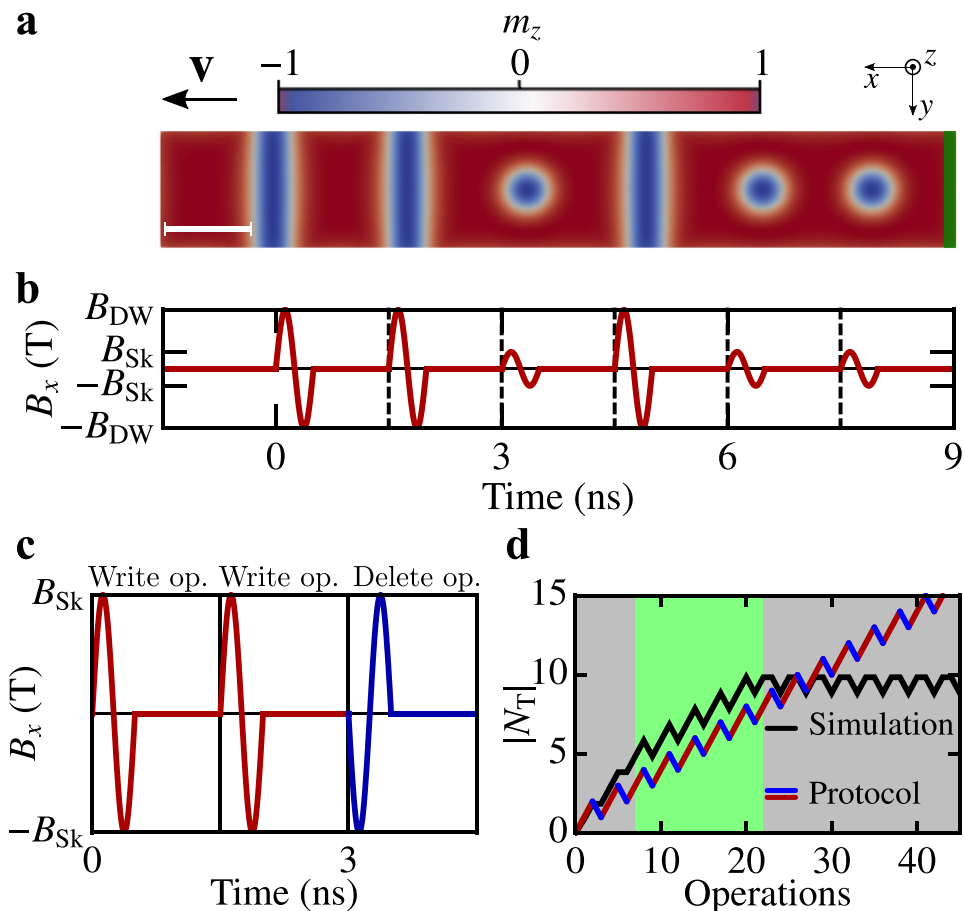 a
v
m_z
−1 0 1
x z
y
b
B_x (T)
B_DW
B_Sk
−B_Sk
−B_DW
0 3 6 9
Time (ns)
c
Write op. Write op. Delete op.
B_x (T)
B_Sk
−B_Sk
0 3
Time (ns)
d
|N_T|
15
10
5
0
Simulation
Protocol
0 10 20 30 40
Operations